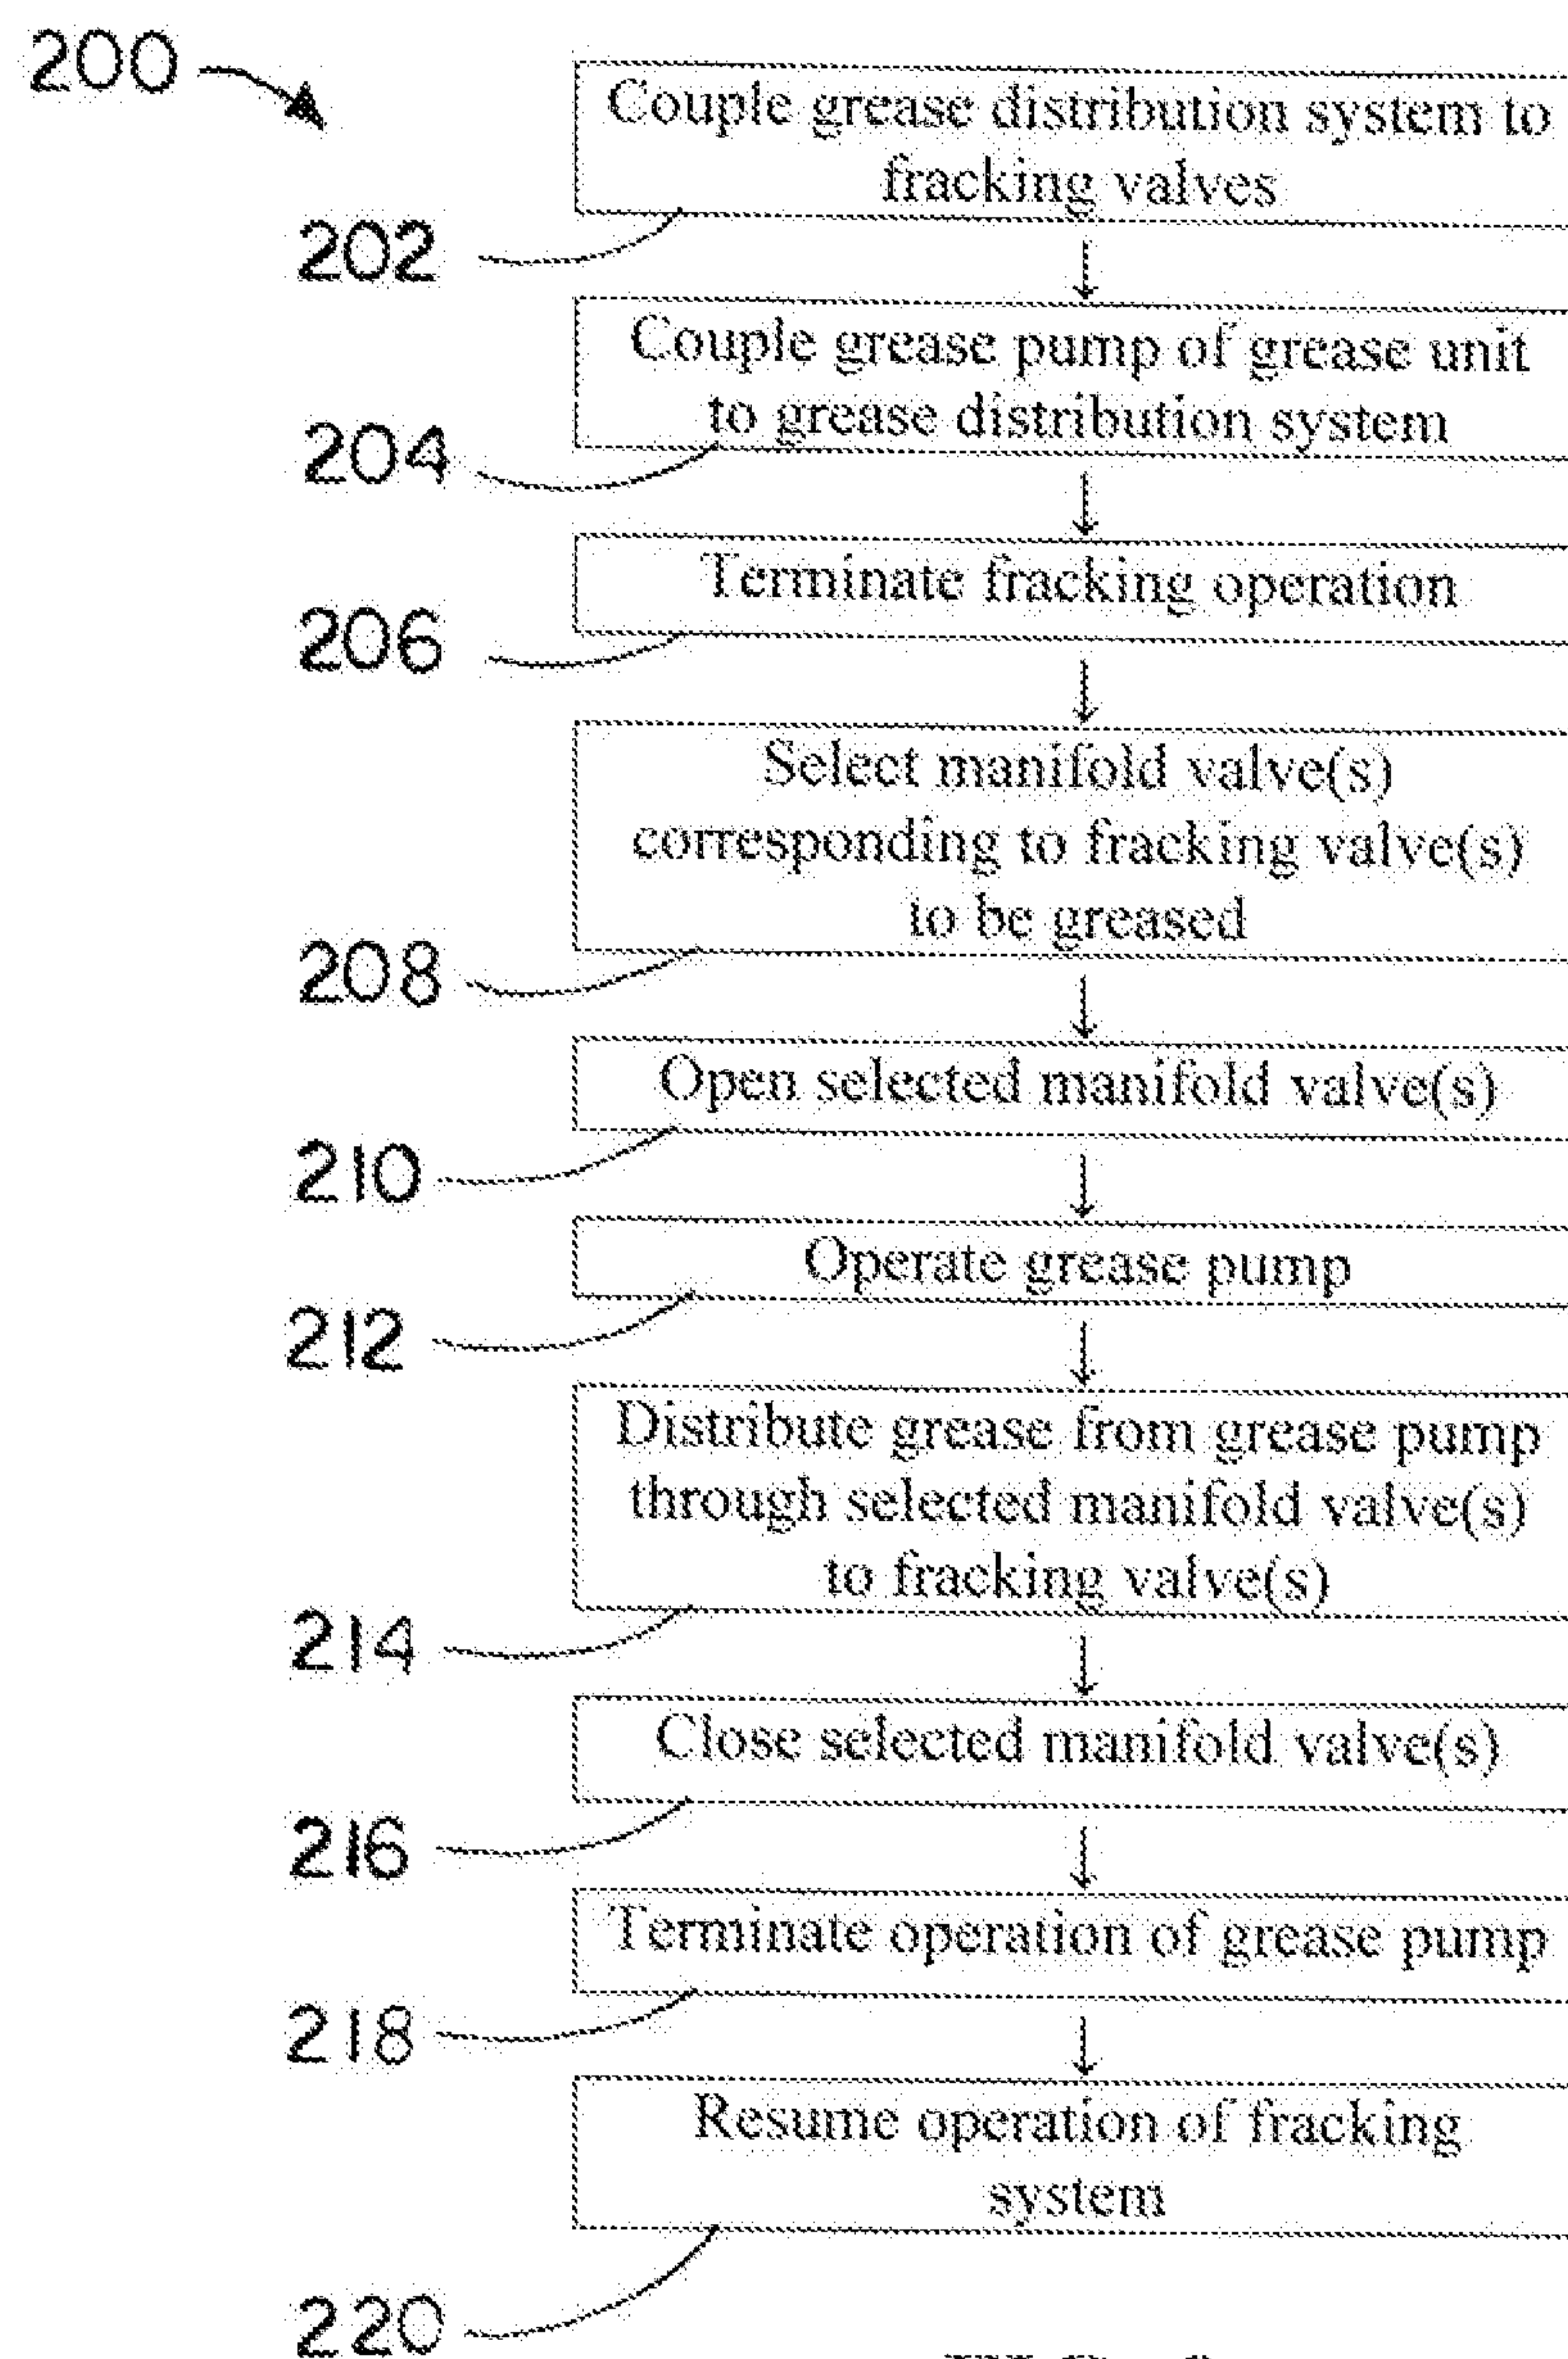 200
Couple grease distribution system to
fracking valves
202
Couple grease pump of grease unit
to grease distribution system
204
Terminate fracking operation
206
Select manifold valve(s)
corresponding to fracking valve(s)
to be greased
208
Open selected manifold valve(s)
210
Operate grease pump
212
Distribute grease from grease pump
through selected manifold valve(s)
to fracking valve(s)
214
Close selected manifold valve(s)
216
Terminate operation of grease pump
218
Resume operation of fracking
system
220